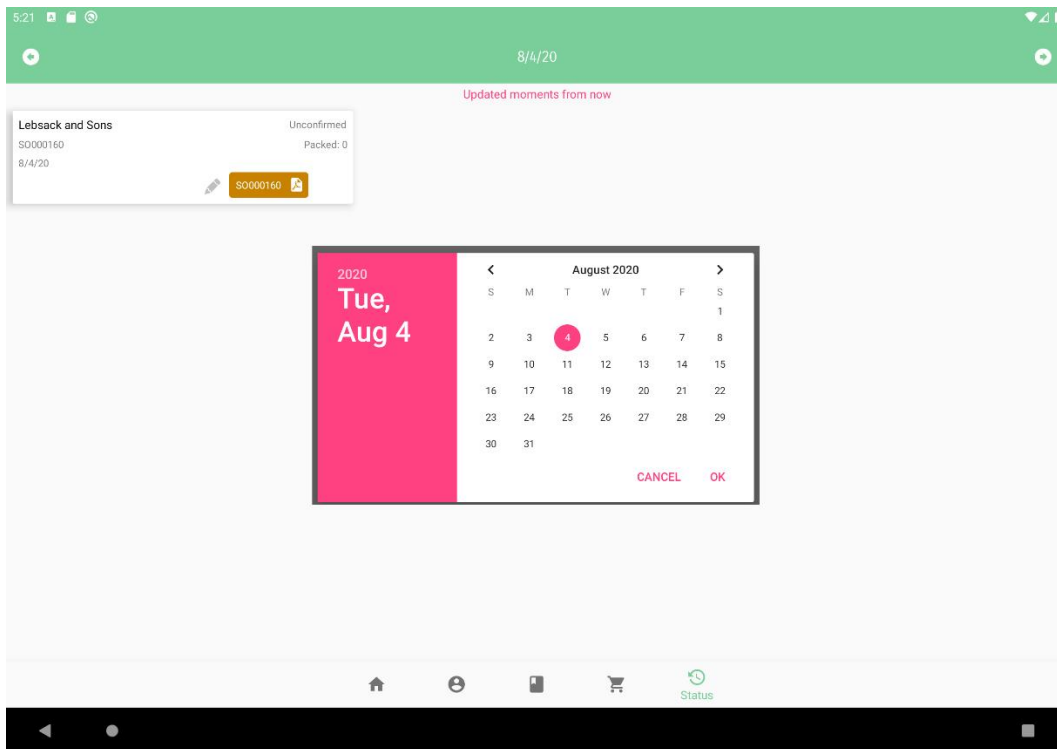 5:21
8/4/20
Updated moments from now
Lebsack and Sons Unconfirmed
SO000160 Packed: 0
8/4/20
SO000160
2020
Tue,
Aug 4
August 2020
S M T W T F S
1
2 3 4 5 6 7 8
9 10 11 12 13 14 15
16 17 18 19 20 21 22
23 24 25 26 27 28 29
30 31
CANCEL OK
Status